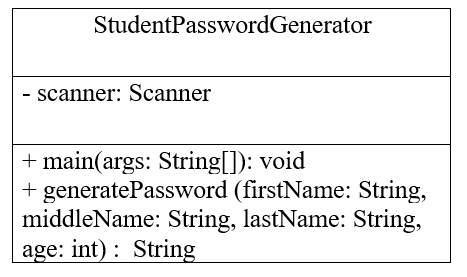 StudentPasswordGenerator
- scanner: Scanner
+ main(args: String[]): void
+ generatePassword (firstName: String,
middleName: String, lastName: String,
age: int) : String